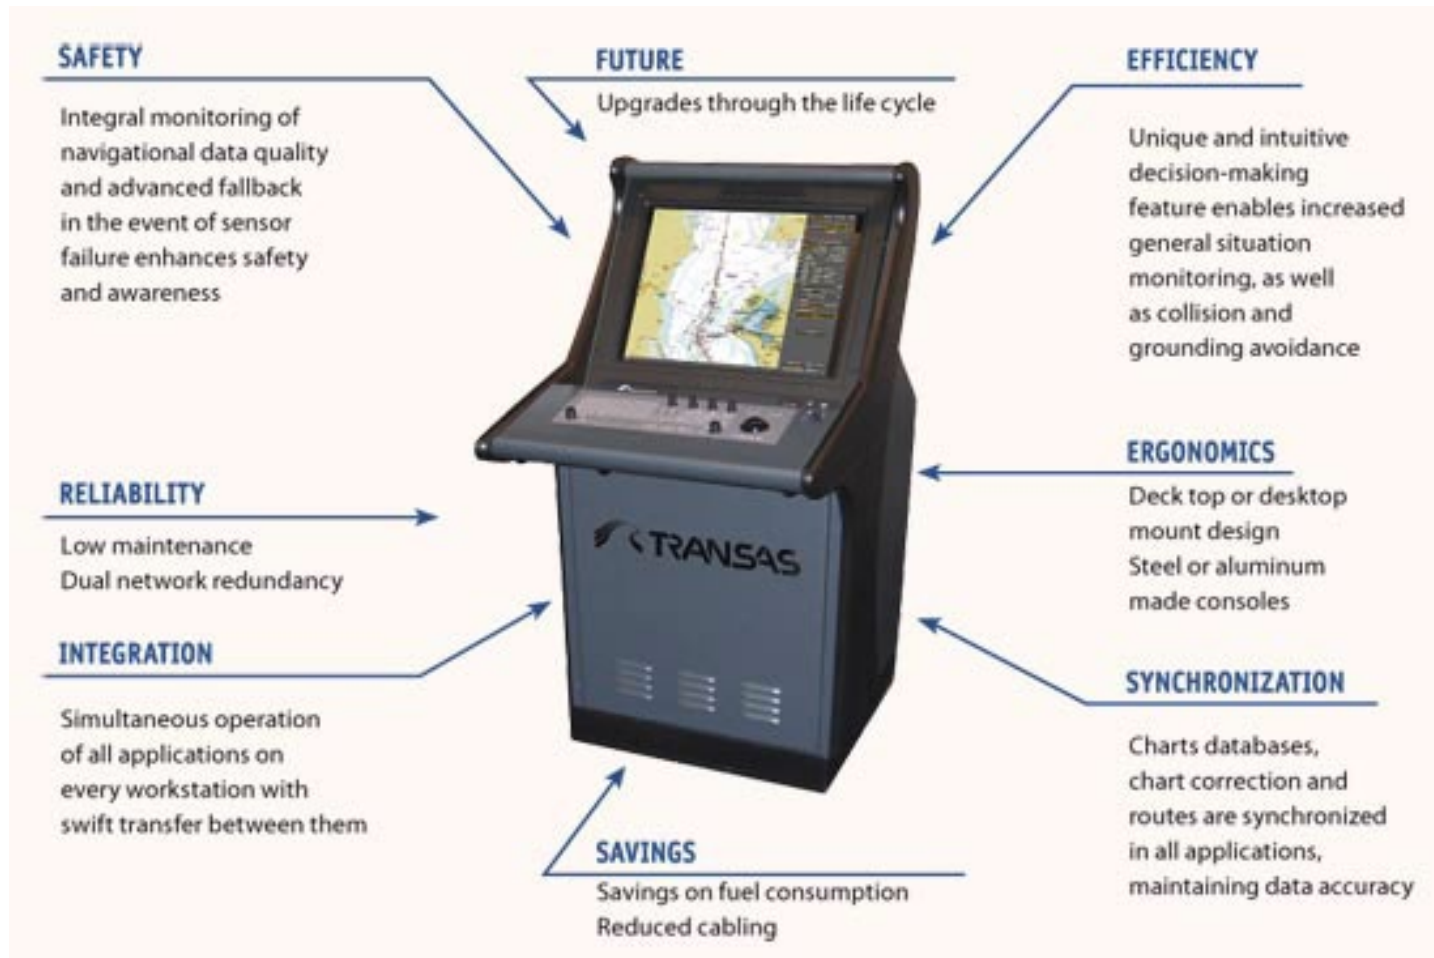 SAFETY
Integral monitoring of
navigational data quality
and advanced fallback
in the event of sensor
failure enhances safety
and awareness
FUTURE
Upgrades through the life cycle
EFFICIENCY
Unique and intuitive
decision-making
feature enables increased
general situation
monitoring, as well
as collision and
grounding avoidance
RELIABILITY
Low maintenance
Dual network redundancy
ERGONOMICS
Deck top or desktop
mount design
Steel or aluminum
made consoles
TRANSAS
INTEGRATION
Simultaneous operation
of all applications on
every workstation with
swift transfer between them
SYNCHRONIZATION
Charts databases,
chart correction and
routes are synchronized
in all applications,
maintaining data accuracy
SAVINGS
Savings on fuel consumption
Reduced cabling